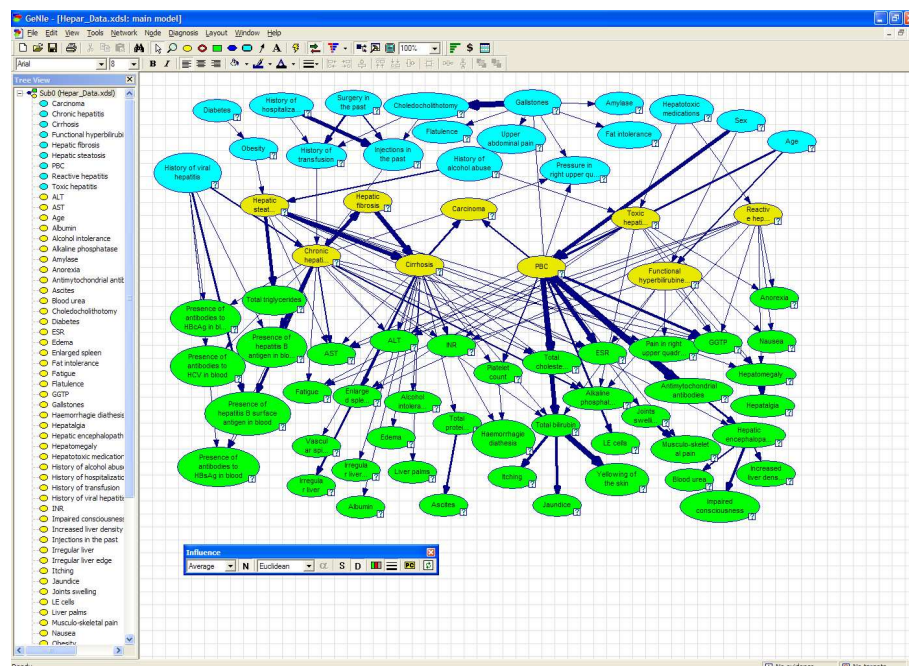 GeNIe - [Hepar_Data.xdsl: main model]
File Edit View Tools Network Node Diagnosis Layout Window Help
100%
Arial
8
B I
Tree View
Sub0 (Hepar_Data.xdsl)
Carcinoma
Chronic hepatitis
Cirrhosis
Functional hyperbilirubi
Hepatic fibrosis
Hepatic steatosis
PBC
Reactive hepatitis
Toxic hepatitis
ALT
AST
Age
Albumin
Alcohol intolerance
Alkaline phosphatase
Amylase
Anorexia
Antimytochondrial antib
Ascites
Blood urea
Choledocholithotomy
Diabetes
ESR
Edema
Enlarged spleen
Fat intolerance
Fatigue
Flatulence
GGTP
Gallstones
Haemorrhagie diathesis
Hepatalgia
Hepatic encephalopath
Hepatomegaly
Hepatotoxic medication
History of alcohol abus
History of hospitalizatio
History of transfusion
History of viral hepatitis
INR
Impaired consciousness
Increased liver density
Injections in the past
Irregular liver
Irregular liver edge
Itching
Jaundice
Joints swelling
LE cells
Liver palms
Musculo-skeletal pain
Nausea
Obesity
Diabetes
History of
hospitaliza...
Surgery in
the past
Choledocholithotomy
Gallstones
Amylase
Hepatotoxic
medications
Sex
Flatulence
Upper
abdominal pain
Fat intolerance
Age
Obesity
History of
transfusion
Injections in
the past
History of viral
hepatitis
History of
alcohol abuse
Pressure in
right upper qu...
Hepatic
steat...
Hepatic
fibrosis
Carcinoma
Toxic
hepati...
Reactiv
e hep...
Chronic
hepati...
Cirrhosis
PBC
Functional
hyperbilirubine...
Presence of
antibodies to
HBcAg in bl...
Total triglycerides
Anorexia
Presence of
hepatitis B
antigen in blo...
AST
ALT
INR
Total
choleste...
ESR
Pain in right
upper quadr...
GGTP
Nausea
Presence of
antibodies to
HCV in blood
Platelet
count
Hepatomegaly
Fatigue
Enlarge
d sple...
Alcohol
intolera...
Alkaline
phosphat...
Antimytochondrial
antibodies
Hepatalgia
Presence of
hepatitis B surface
antigen in blood
Total
protei...
Total bilirubin
Joints
swelli...
Vascul
ar spi...
Edema
Haemorrhagie
diathesis
LE cells
Musculo-skelet
al pain
Hepatic
encephalopa...
Presence of
antibodies to
HBsAg in blood
Irregula
r liver ...
Irregula
r liver
Liver palms
Itching
Yellowing of
the skin
Blood urea
Increased
liver dens...
Albumin
Ascites
Jaundice
Impaired
consciousness
Influence
Average
N
Euclidean
α
S D
PC